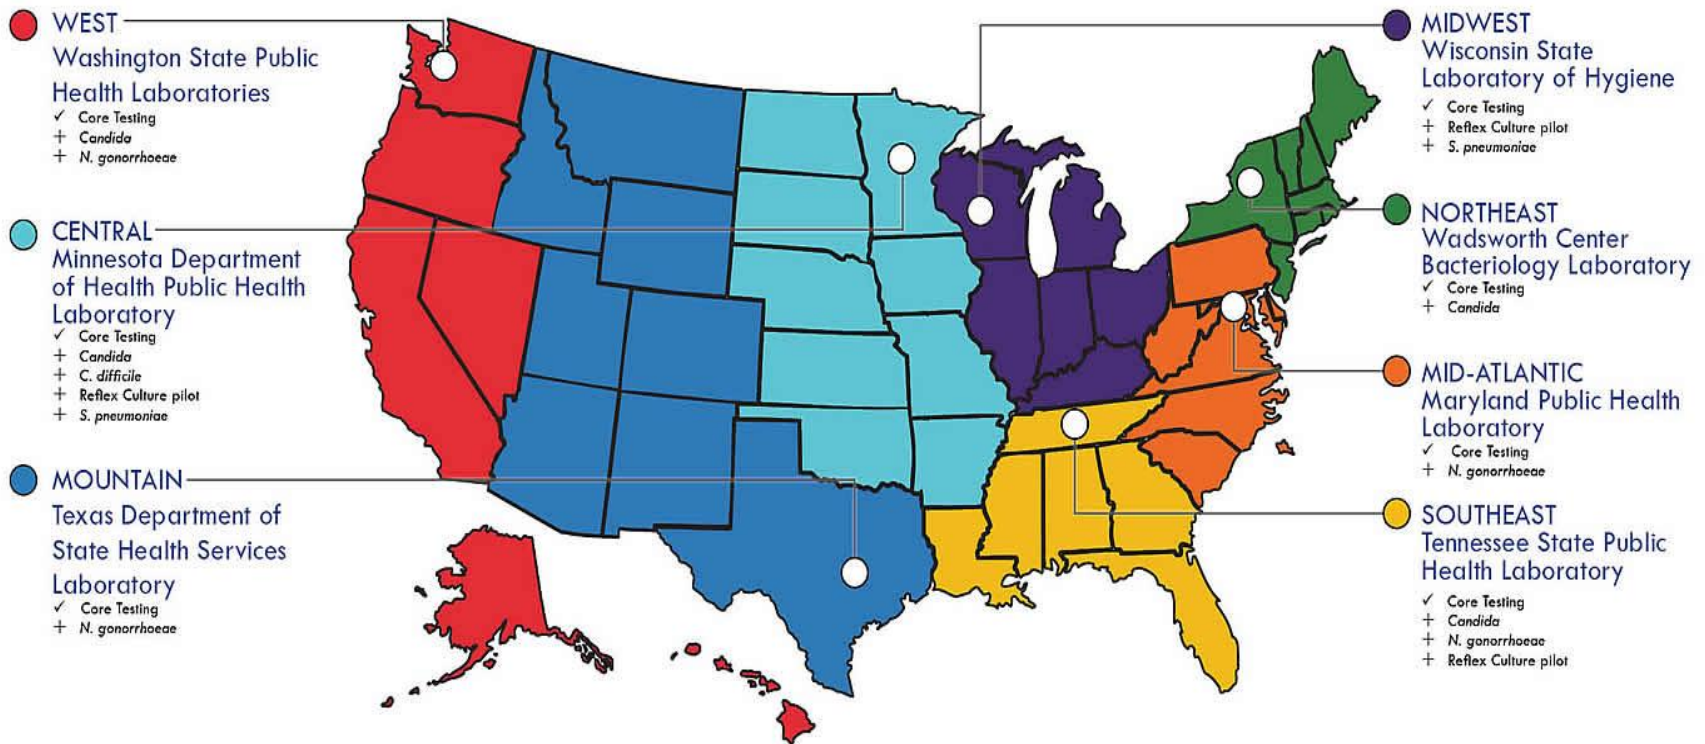 WEST
Washington State Public
Health Laboratories
✓ Core Testing
+ Candida
+ N. gonorrhoeae
CENTRAL
Minnesota Department
of Health Public Health
Laboratory
✓ Core Testing
+ Candida
+ C. difficile
+ Reflex Culture pilot
+ S. pneumoniae
MOUNTAIN
Texas Department of
State Health Services
Laboratory
✓ Core Testing
+ N. gonorrhoeae
MIDWEST
Wisconsin State
Laboratory of Hygiene
✓ Core Testing
+ Reflex Culture pilot
+ S. pneumoniae
NORTHEAST
Wadsworth Center
Bacteriology Laboratory
✓ Core Testing
+ Candida
MID-ATLANTIC
Maryland Public Health
Laboratory
✓ Core Testing
+ N. gonorrhoeae
SOUTHEAST
Tennessee State Public
Health Laboratory
✓ Core Testing
+ Candida
+ N. gonorrhoeae
+ Reflex Culture pilot